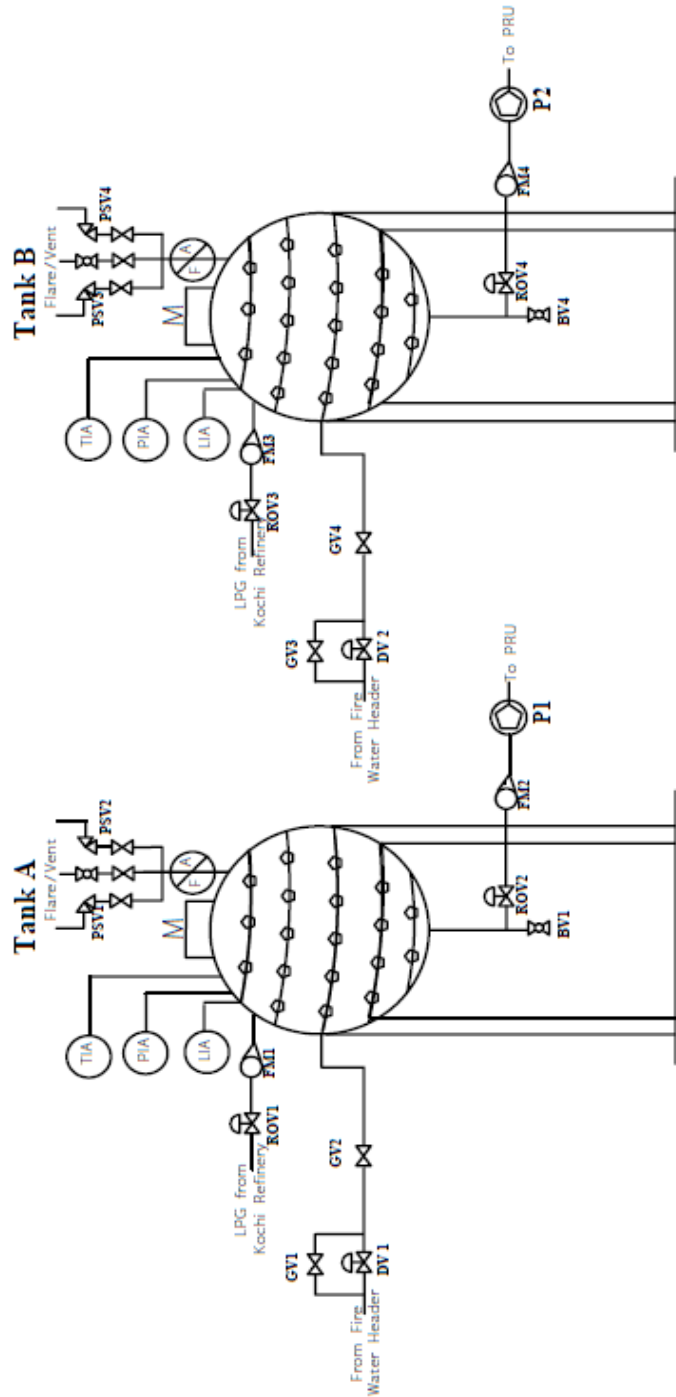 Tank A
Flare/Vent
PSV1
PSV2
M
F
A
TIA
PIA
LIA
FM1
ROV1
LPG from
Kochi Refinery
GV1
GV2
DV 1
From Fire
Water Header
To PRU
P1
FM2
ROV2
BV1
Tank B
Flare/Vent
PSV3
PSV4
M
F
A
TIA
PIA
LIA
FM3
ROV3
LPG from
Kochi Refinery
GV3
GV4
DV 2
From Fire
Water Header
To PRU
P2
FM4
ROV4
BV4